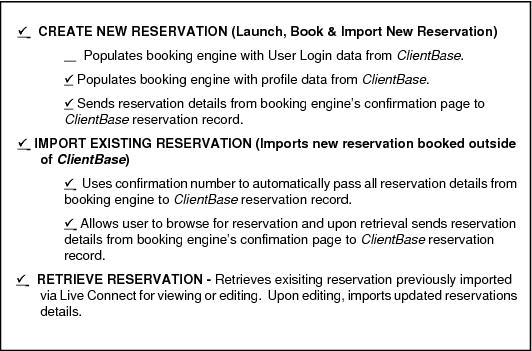 ✓ CREATE NEW RESERVATION (Launch, Book & Import New Reservation)
__ Populates booking engine with User Login data from ClientBase.
✓ Populates booking engine with profile data from ClientBase.
✓ Sends reservation details from booking engine's confirmation page to
ClientBase reservation record.
✓ IMPORT EXISTING RESERVATION (Imports new reservation booked outside
of ClientBase)
✓ Uses confirmation number to automatically pass all reservation details from
booking engine to ClientBase reservation record.
✓ Allows user to browse for reservation and upon retrieval sends reservation
details from booking engine's confimation page to ClientBase reservation
record.
✓ RETRIEVE RESERVATION - Retrieves exisiting reservation previously imported
via Live Connect for viewing or editing. Upon editing, imports updated reservations
details.